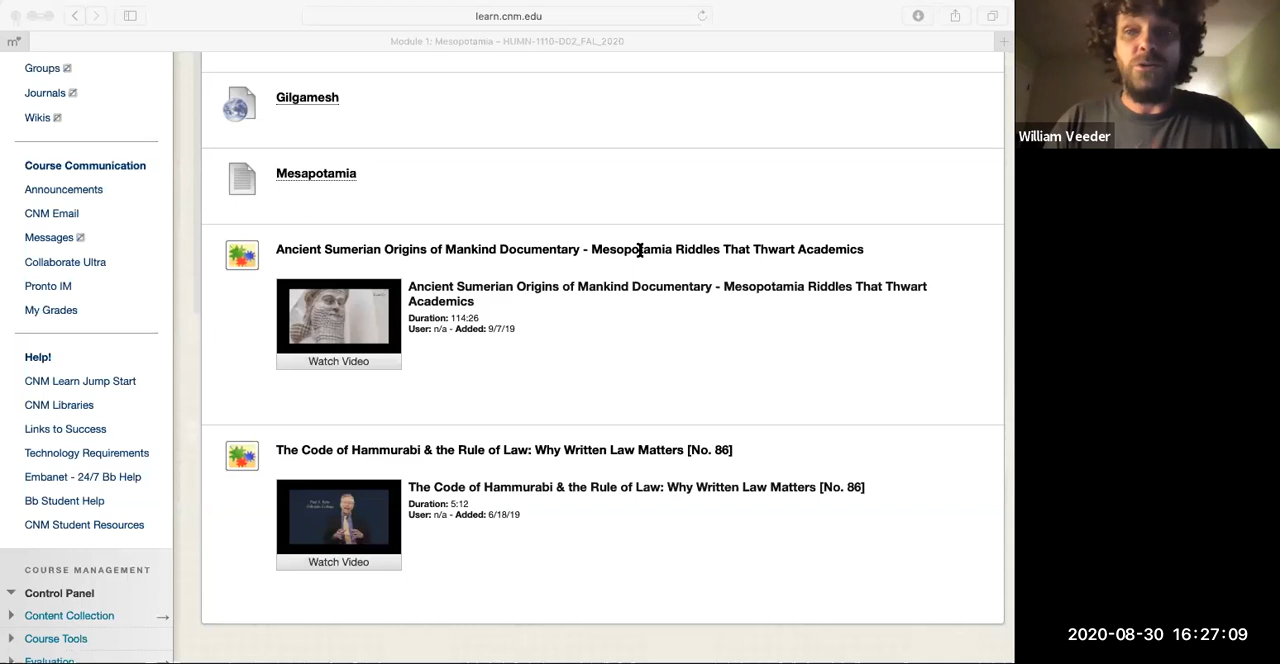 learn.cnm.edu
Module 1: Mesopotamia – HUMN-1110-D02_FAL_2020
Groups
Journals
Wikis
Course Communication
Announcements
CNM Email
Messages
Collaborate Ultra
Pronto IM
My Grades
Help!
CNM Learn Jump Start
CNM Libraries
Links to Success
Technology Requirements
Embanet - 24/7 Bb Help
Bb Student Help
CNM Student Resources
COURSE MANAGEMENT
Control Panel
Content Collection
Course Tools
Evaluation
Gilgamesh
Mesapotamia
Ancient Sumerian Origins of Mankind Documentary - Mesopotamia Riddles That Thwart Academics
Ancient Sumerian Origins of Mankind Documentary - Mesopotamia Riddles That Thwart
Academics
Duration: 114:26
User: n/a - Added: 9/7/19
Watch Video
The Code of Hammurabi & the Rule of Law: Why Written Law Matters [No. 86]
The Code of Hammurabi & the Rule of Law: Why Written Law Matters [No. 86]
Duration: 5:12
User: n/a - Added: 6/18/19
Watch Video
William Veeder
2020-08-30 16:27:09